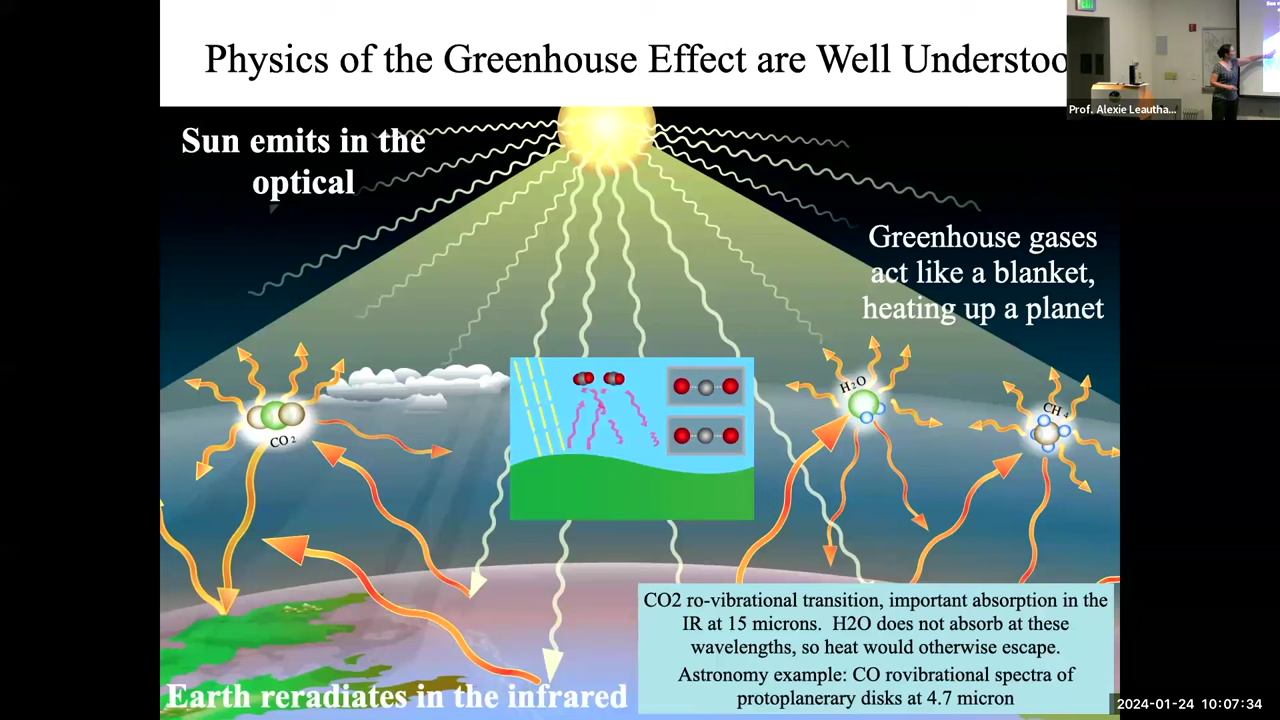 Physics of the Greenhouse Effect are Well Understoo
EXIT
Prof. Alexie Leautha...
Sun emits in the
optical
Greenhouse gases
act like a blanket,
heating up a planet
CO2
H2O
CH4
CO2 ro-vibrational transition, important absorption in the
IR at 15 microns. H2O does not absorb at these
wavelengths, so heat would otherwise escape.
Astronomy example: CO rovibrational spectra of
protoplanerary disks at 4.7 micron
Earth reradiates in the infrared
2024-01-24 10:07:34